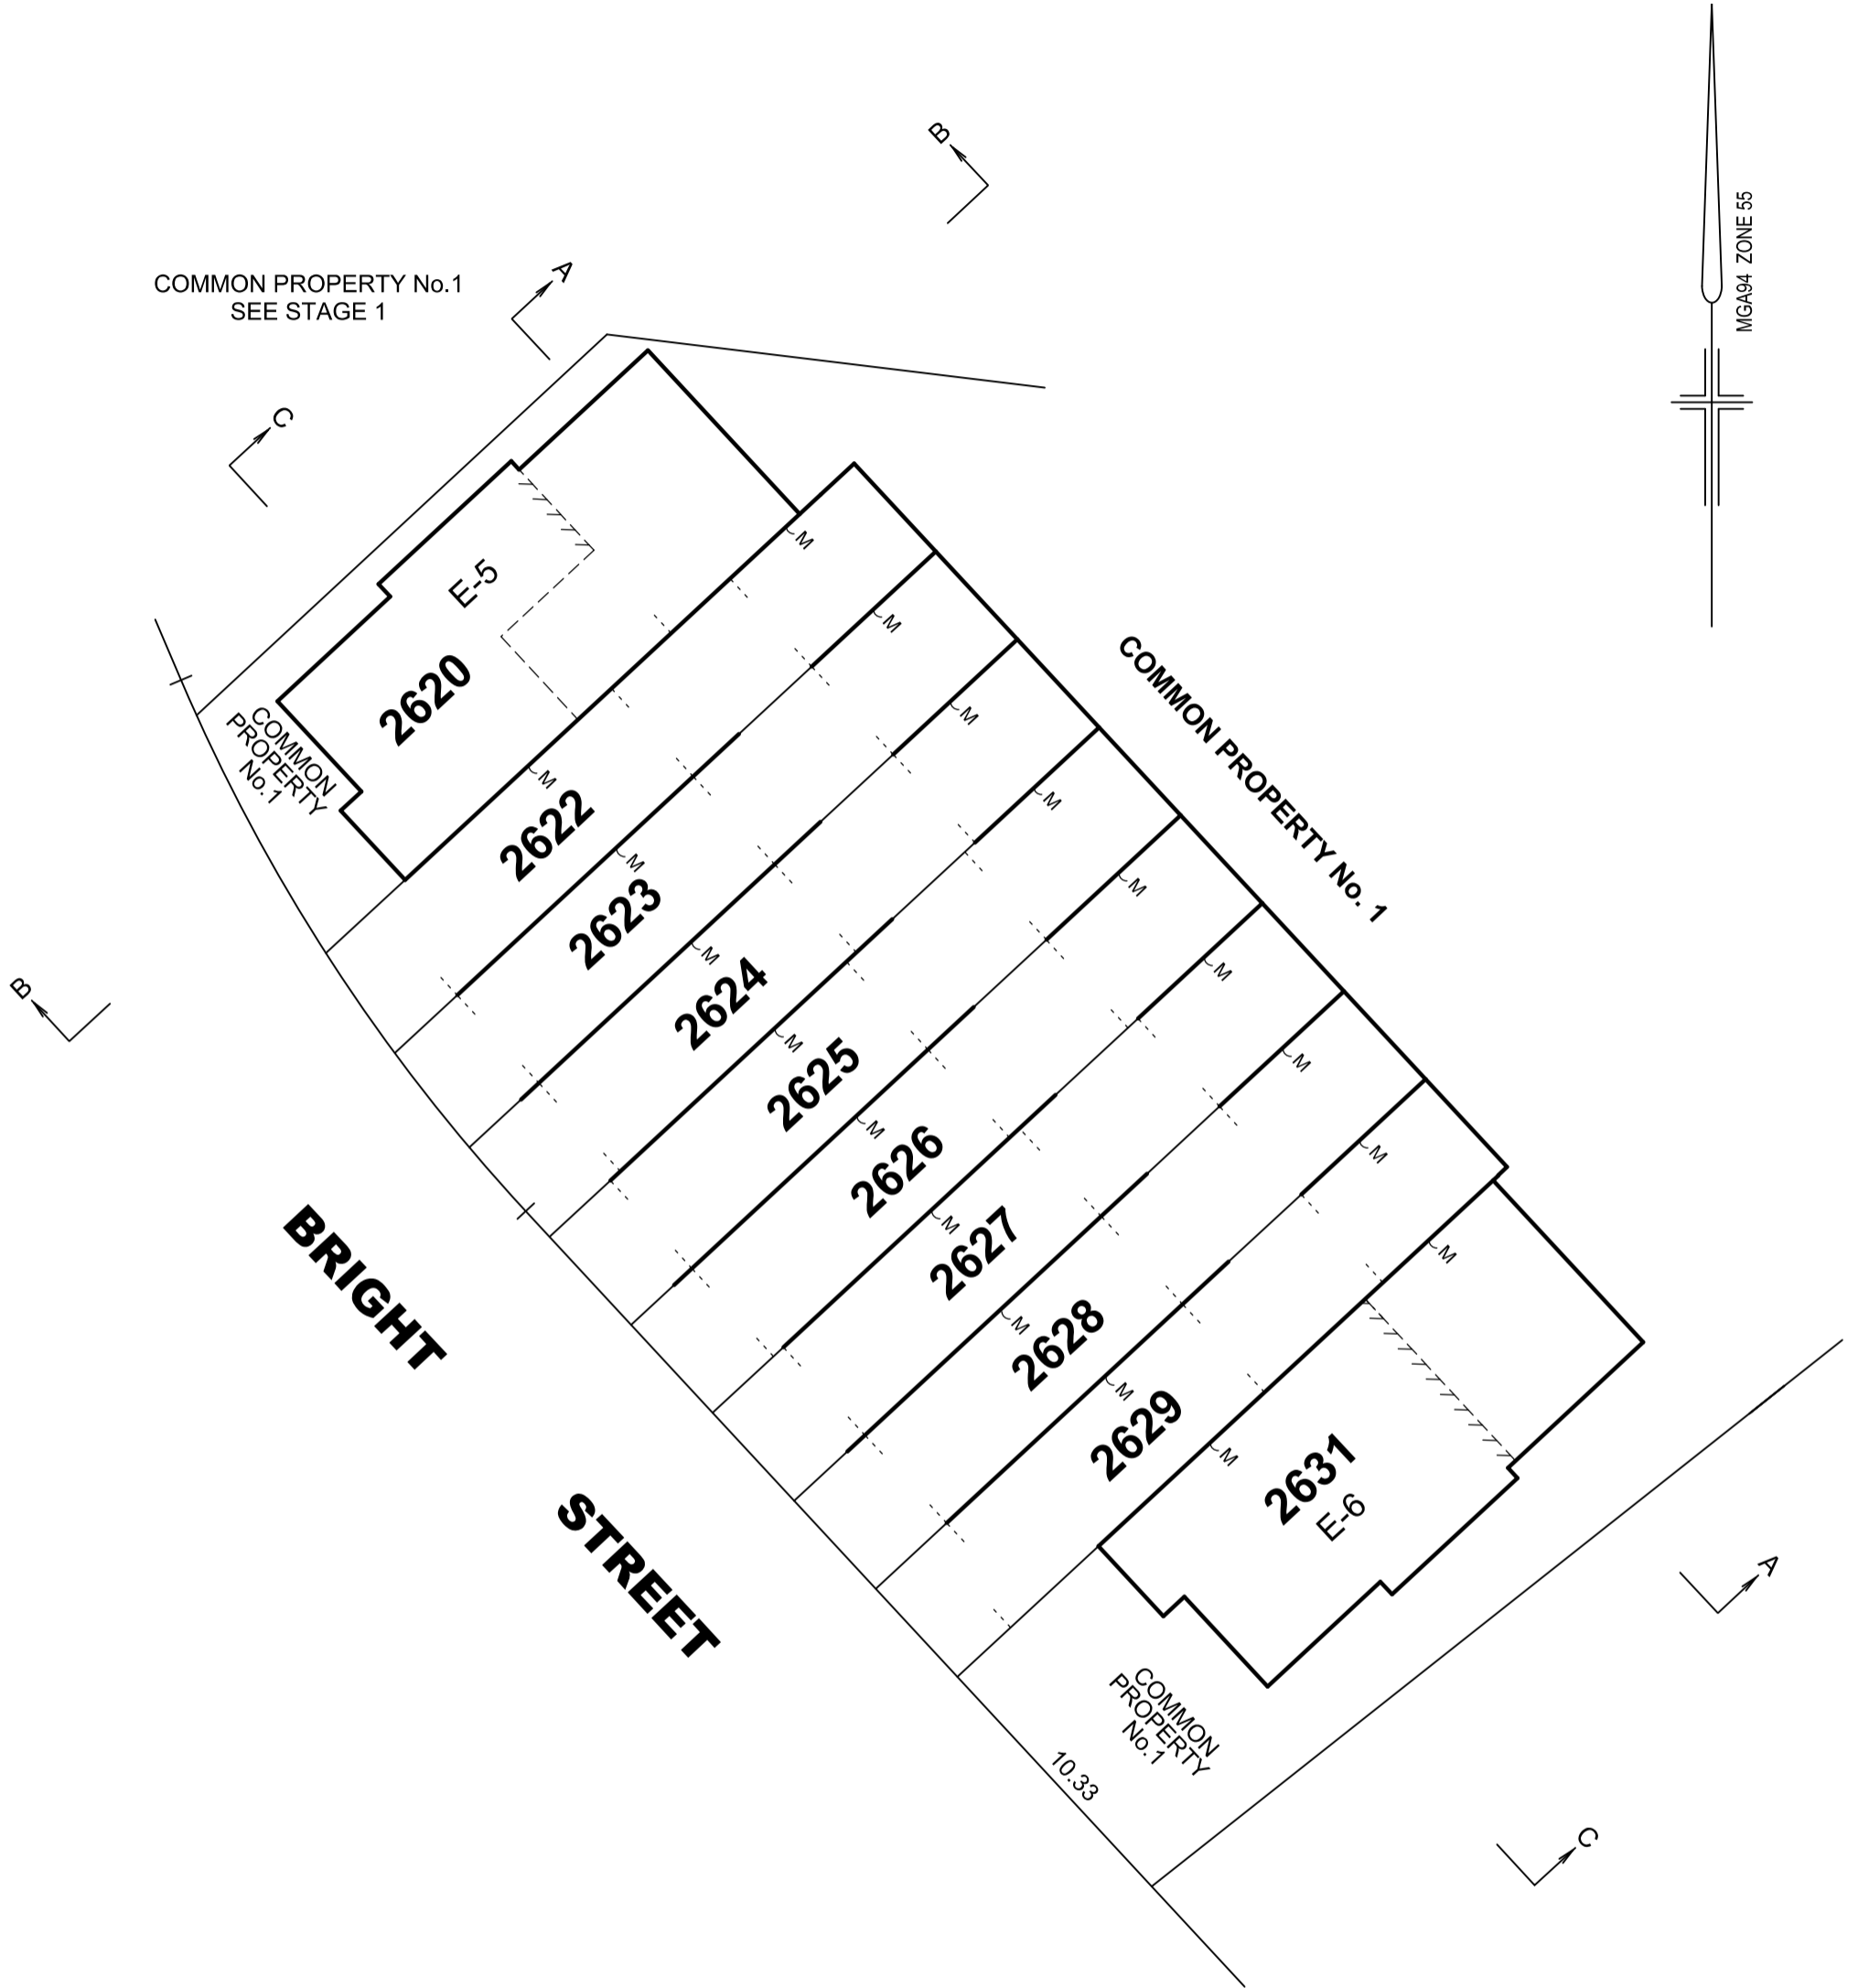 B
MGA94 ZONE 55
A
COMMON PROPERTY No.1
SEE STAGE 1
C
M
E-5
M
COMMON PROPERTY No. 1
2620
M
COMMON
PROPERTY
No.1
M
M
2622
M
M
2623
M
M
2624
B
M
2625
M
M
2626
M
M
2627
M
M
2628
M
M
2629
M
BRIGHT
M
2631
E-6
STREET
A
COMMON
PROPERTY
No.1
10.33
C